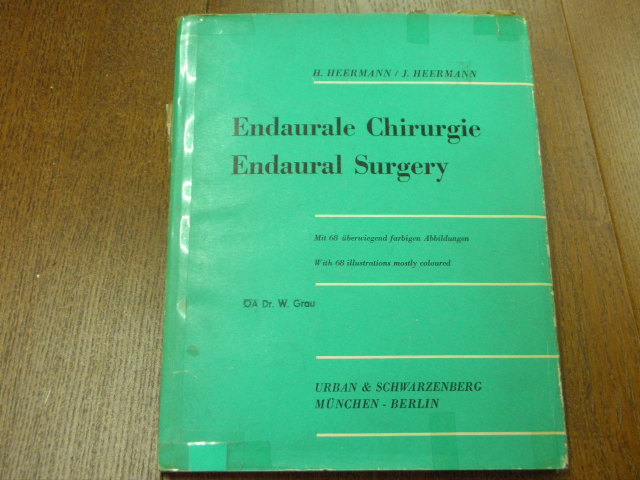 H. HEERMANN / J. HEERMANN
Endaurale Chirurgie
Endaural Surgery
Mit 68 überwiegend farbigen Abbildungen
With 68 illustrations mostly coloured
OA Dr. W. Grau
URBAN & SCHWARZENBERG
MÜNCHEN - BERLIN